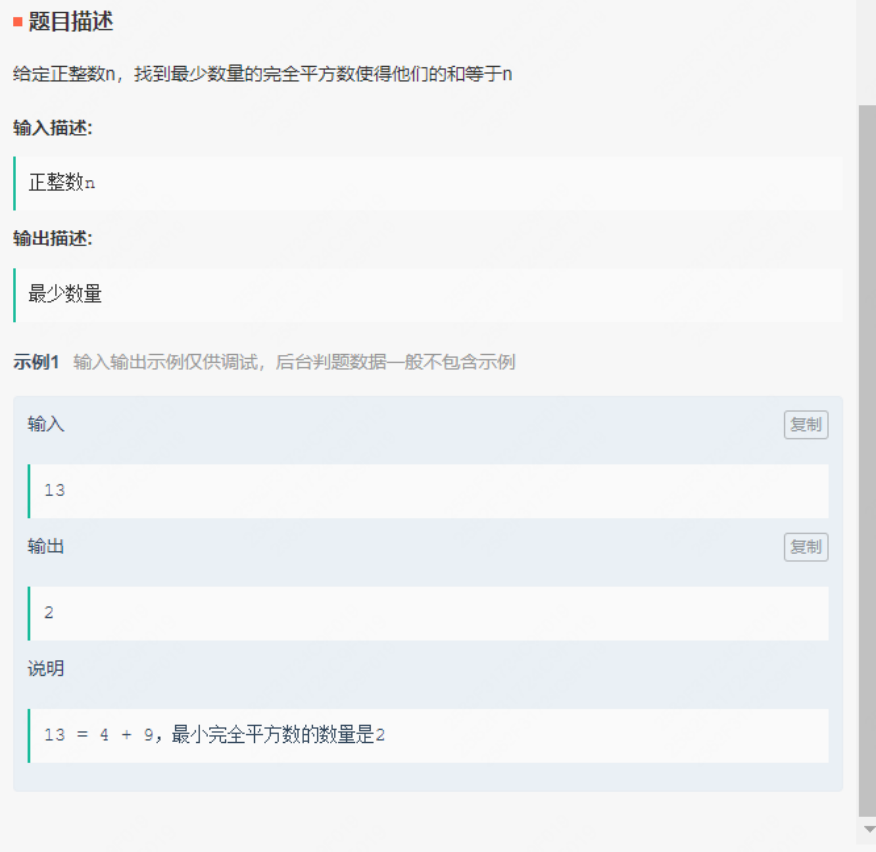 题目描述
给定正整数n，找到最少数量的完全平方数使得他们的和等于n
输入描述:
正整数n
输出描述:
最少数量
示例1 输入输出示例仅供调试，后台判题数据一般不包含示例
输入 复制
13
输出 复制
2
说明
13 = 4 + 9，最小完全平方数的数量是2